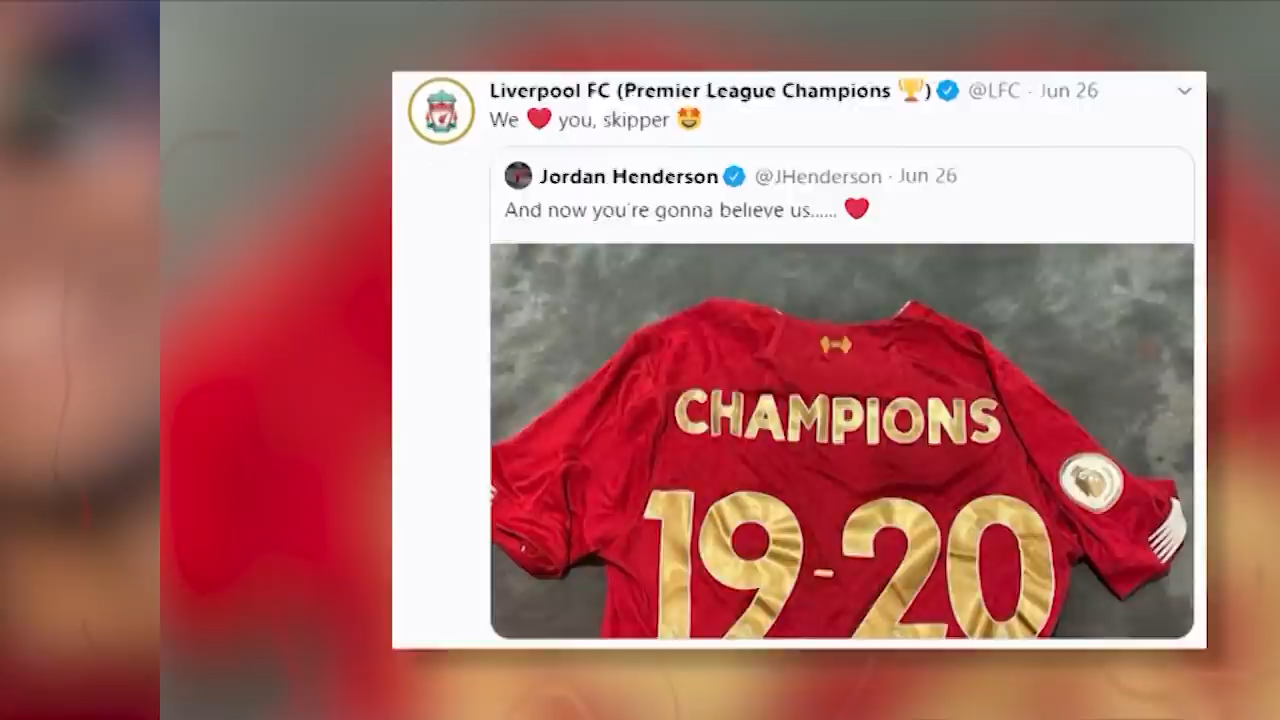 Liverpool FC (Premier League Champions 🏆) @LFC · Jun 26
We ❤️ you, skipper 🤩
Jordan Henderson @JHenderson · Jun 26
And now you're gonna believe us...... ❤️
CHAMPIONS
19-20